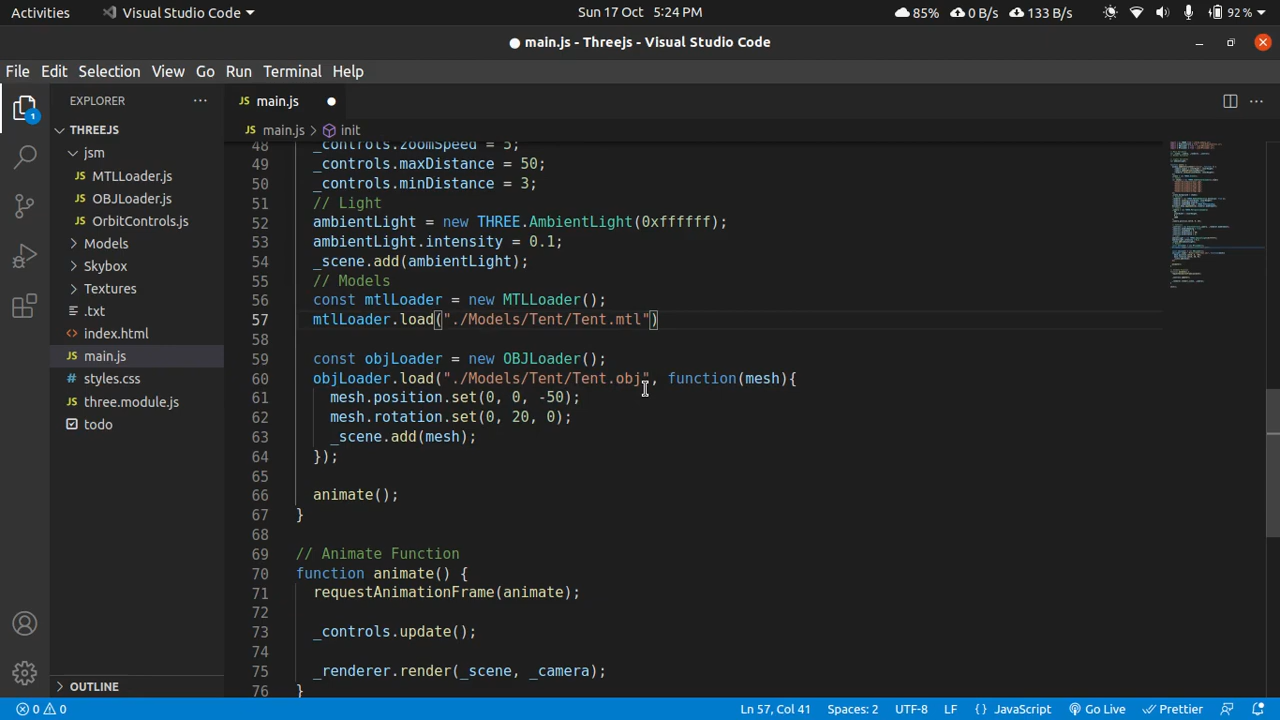 Activities Visual Studio Code Sun 17 Oct 5:24 PM 85% 0 B/s 133 B/s 92 %
main.js - Threejs - Visual Studio Code
File Edit Selection View Go Run Terminal Help
EXPLORER
JS main.js
THREEJS
JS main.js > init
jsm
JS MTLLoader.js
JS OBJLoader.js
JS OrbitControls.js
Models
Skybox
Textures
.txt
<> index.html
JS main.js
# styles.css
JS three.module.js
todo
OUTLINE
1
48 _controls.zoomSpeed = 5;
49 _controls.maxDistance = 50;
50 _controls.minDistance = 3;
51 // Light
52 ambientLight = new THREE.AmbientLight(0xffffff);
53 ambientLight.intensity = 0.1;
54 _scene.add(ambientLight);
55 // Models
56 const mtlLoader = new MTLLoader();
57 mtlLoader.load("./Models/Tent/Tent.mtl")
58
59 const objLoader = new OBJLoader();
60 objLoader.load("./Models/Tent/Tent.obj", function(mesh){
61 mesh.position.set(0, 0, -50);
62 mesh.rotation.set(0, 20, 0);
63 _scene.add(mesh);
64 });
65
66 animate();
67 }
68
69 // Animate Function
70 function animate() {
71 requestAnimationFrame(animate);
72
73 _controls.update();
74
75 _renderer.render(_scene, _camera);
76 }
0 0 Ln 57, Col 41 Spaces: 2 UTF-8 LF {} JavaScript Go Live Prettier